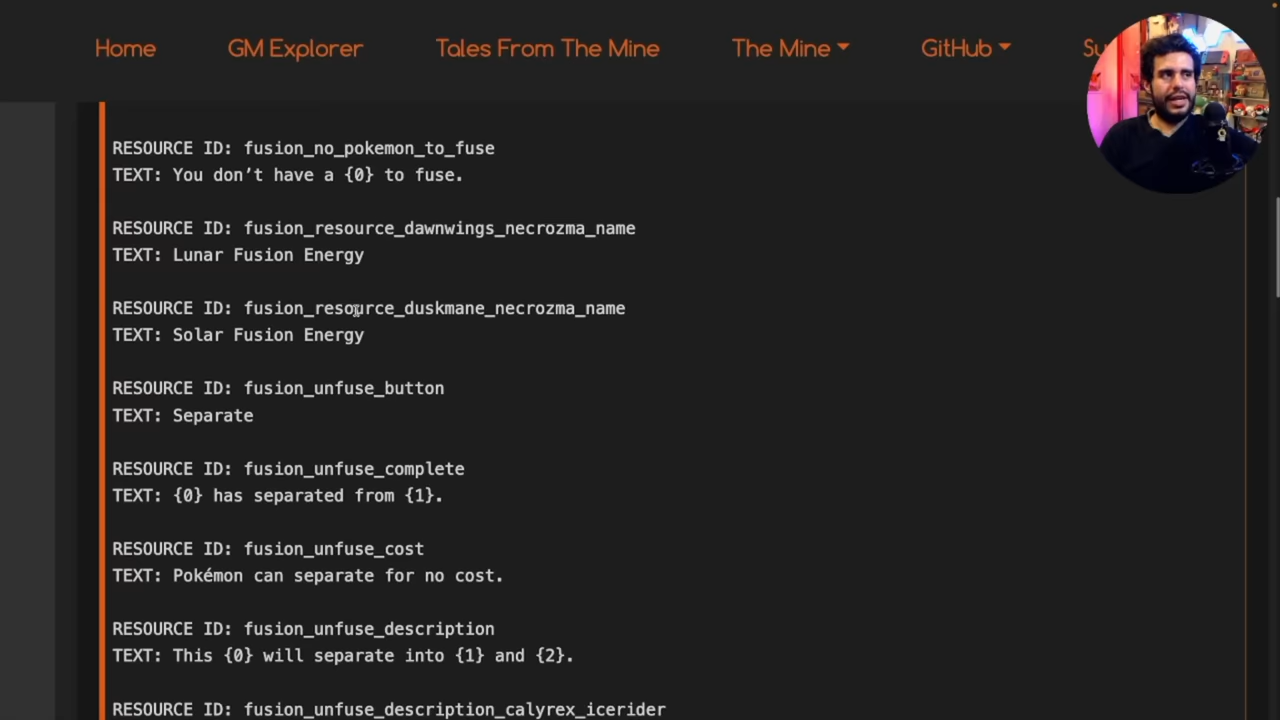 Home
GM Explorer
Tales From The Mine
The Mine
GitHub
RESOURCE ID: fusion_no_pokemon_to_fuse
TEXT: You don’t have a {0} to fuse.
RESOURCE ID: fusion_resource_dawnwings_necrozma_name
TEXT: Lunar Fusion Energy
RESOURCE ID: fusion_resource_duskmane_necrozma_name
TEXT: Solar Fusion Energy
RESOURCE ID: fusion_unfuse_button
TEXT: Separate
RESOURCE ID: fusion_unfuse_complete
TEXT: {0} has separated from {1}.
RESOURCE ID: fusion_unfuse_cost
TEXT: Pokémon can separate for no cost.
RESOURCE ID: fusion_unfuse_description
TEXT: This {0} will separate into {1} and {2}.
RESOURCE ID: fusion_unfuse_description_calyrex_icerider